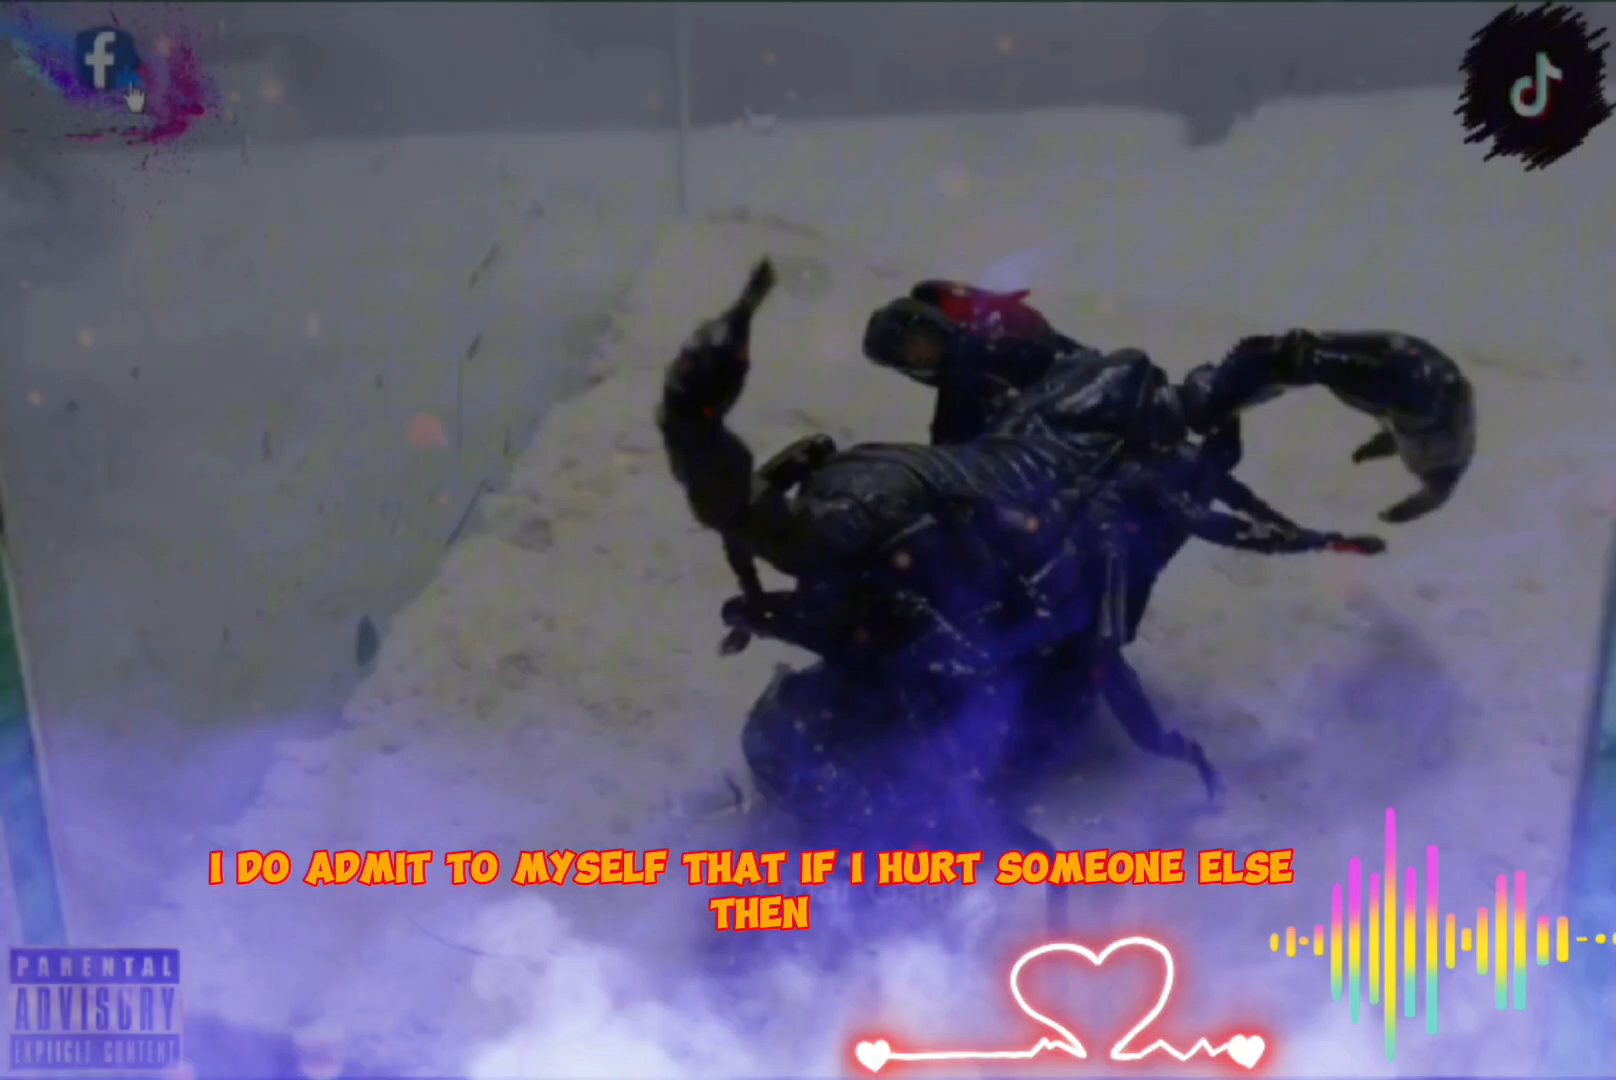 I DO ADMIT TO MYSELF THAT IF I HURT SOMEONE ELSE
THEN
PARENTAL
ADVISORY
EXPLICIT CONTENT